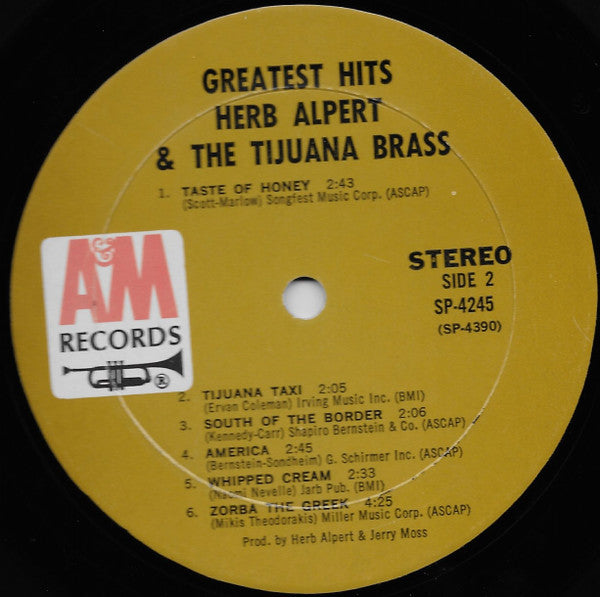 GREATEST HITS
HERB ALPERT
& THE TIJUANA BRASS
1. TASTE OF HONEY 2:43
(Scott-Marlow) Songfest Music Corp. (ASCAP)
A&M
RECORDS
®
STEREO
SIDE 2
SP-4245
(SP-4390)
2. TIJUANA TAXI 2:05
(Ervan Coleman) Irving Music Inc. (BMI)
3. SOUTH OF THE BORDER 2:06
(Kennedy-Carr) Shapiro Bernstein & Co. (ASCAP)
4. AMERICA 2:45
(Bernstein-Sondheim) G. Schirmer Inc. (ASCAP)
5. WHIPPED CREAM 2:33
(Naomi Nevelle) Jarb Pub. (BMI)
6. ZORBA THE GREEK 4:25
(Mikis Theodorakis) Miller Music Corp. (ASCAP)
Prod. by Herb Alpert & Jerry Moss